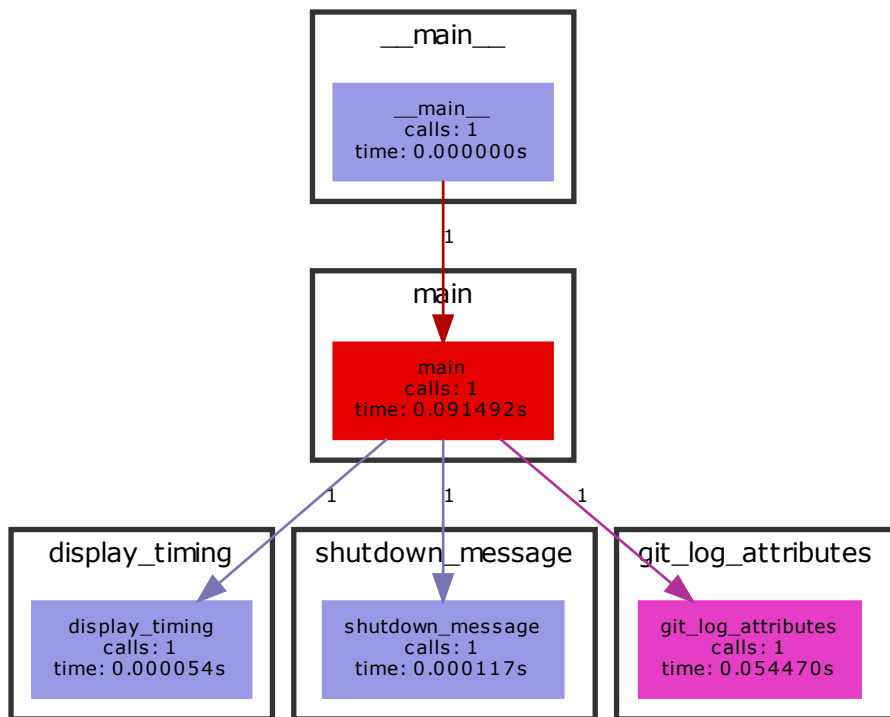 __main__
__main__
calls: 1
time: 0.000000s
1
main
main
calls: 1
time: 0.091492s
1
1
1
display_timing
display_timing
calls: 1
time: 0.000054s
shutdown_message
shutdown_message
calls: 1
time: 0.000117s
git_log_attributes
git_log_attributes
calls: 1
time: 0.054470s